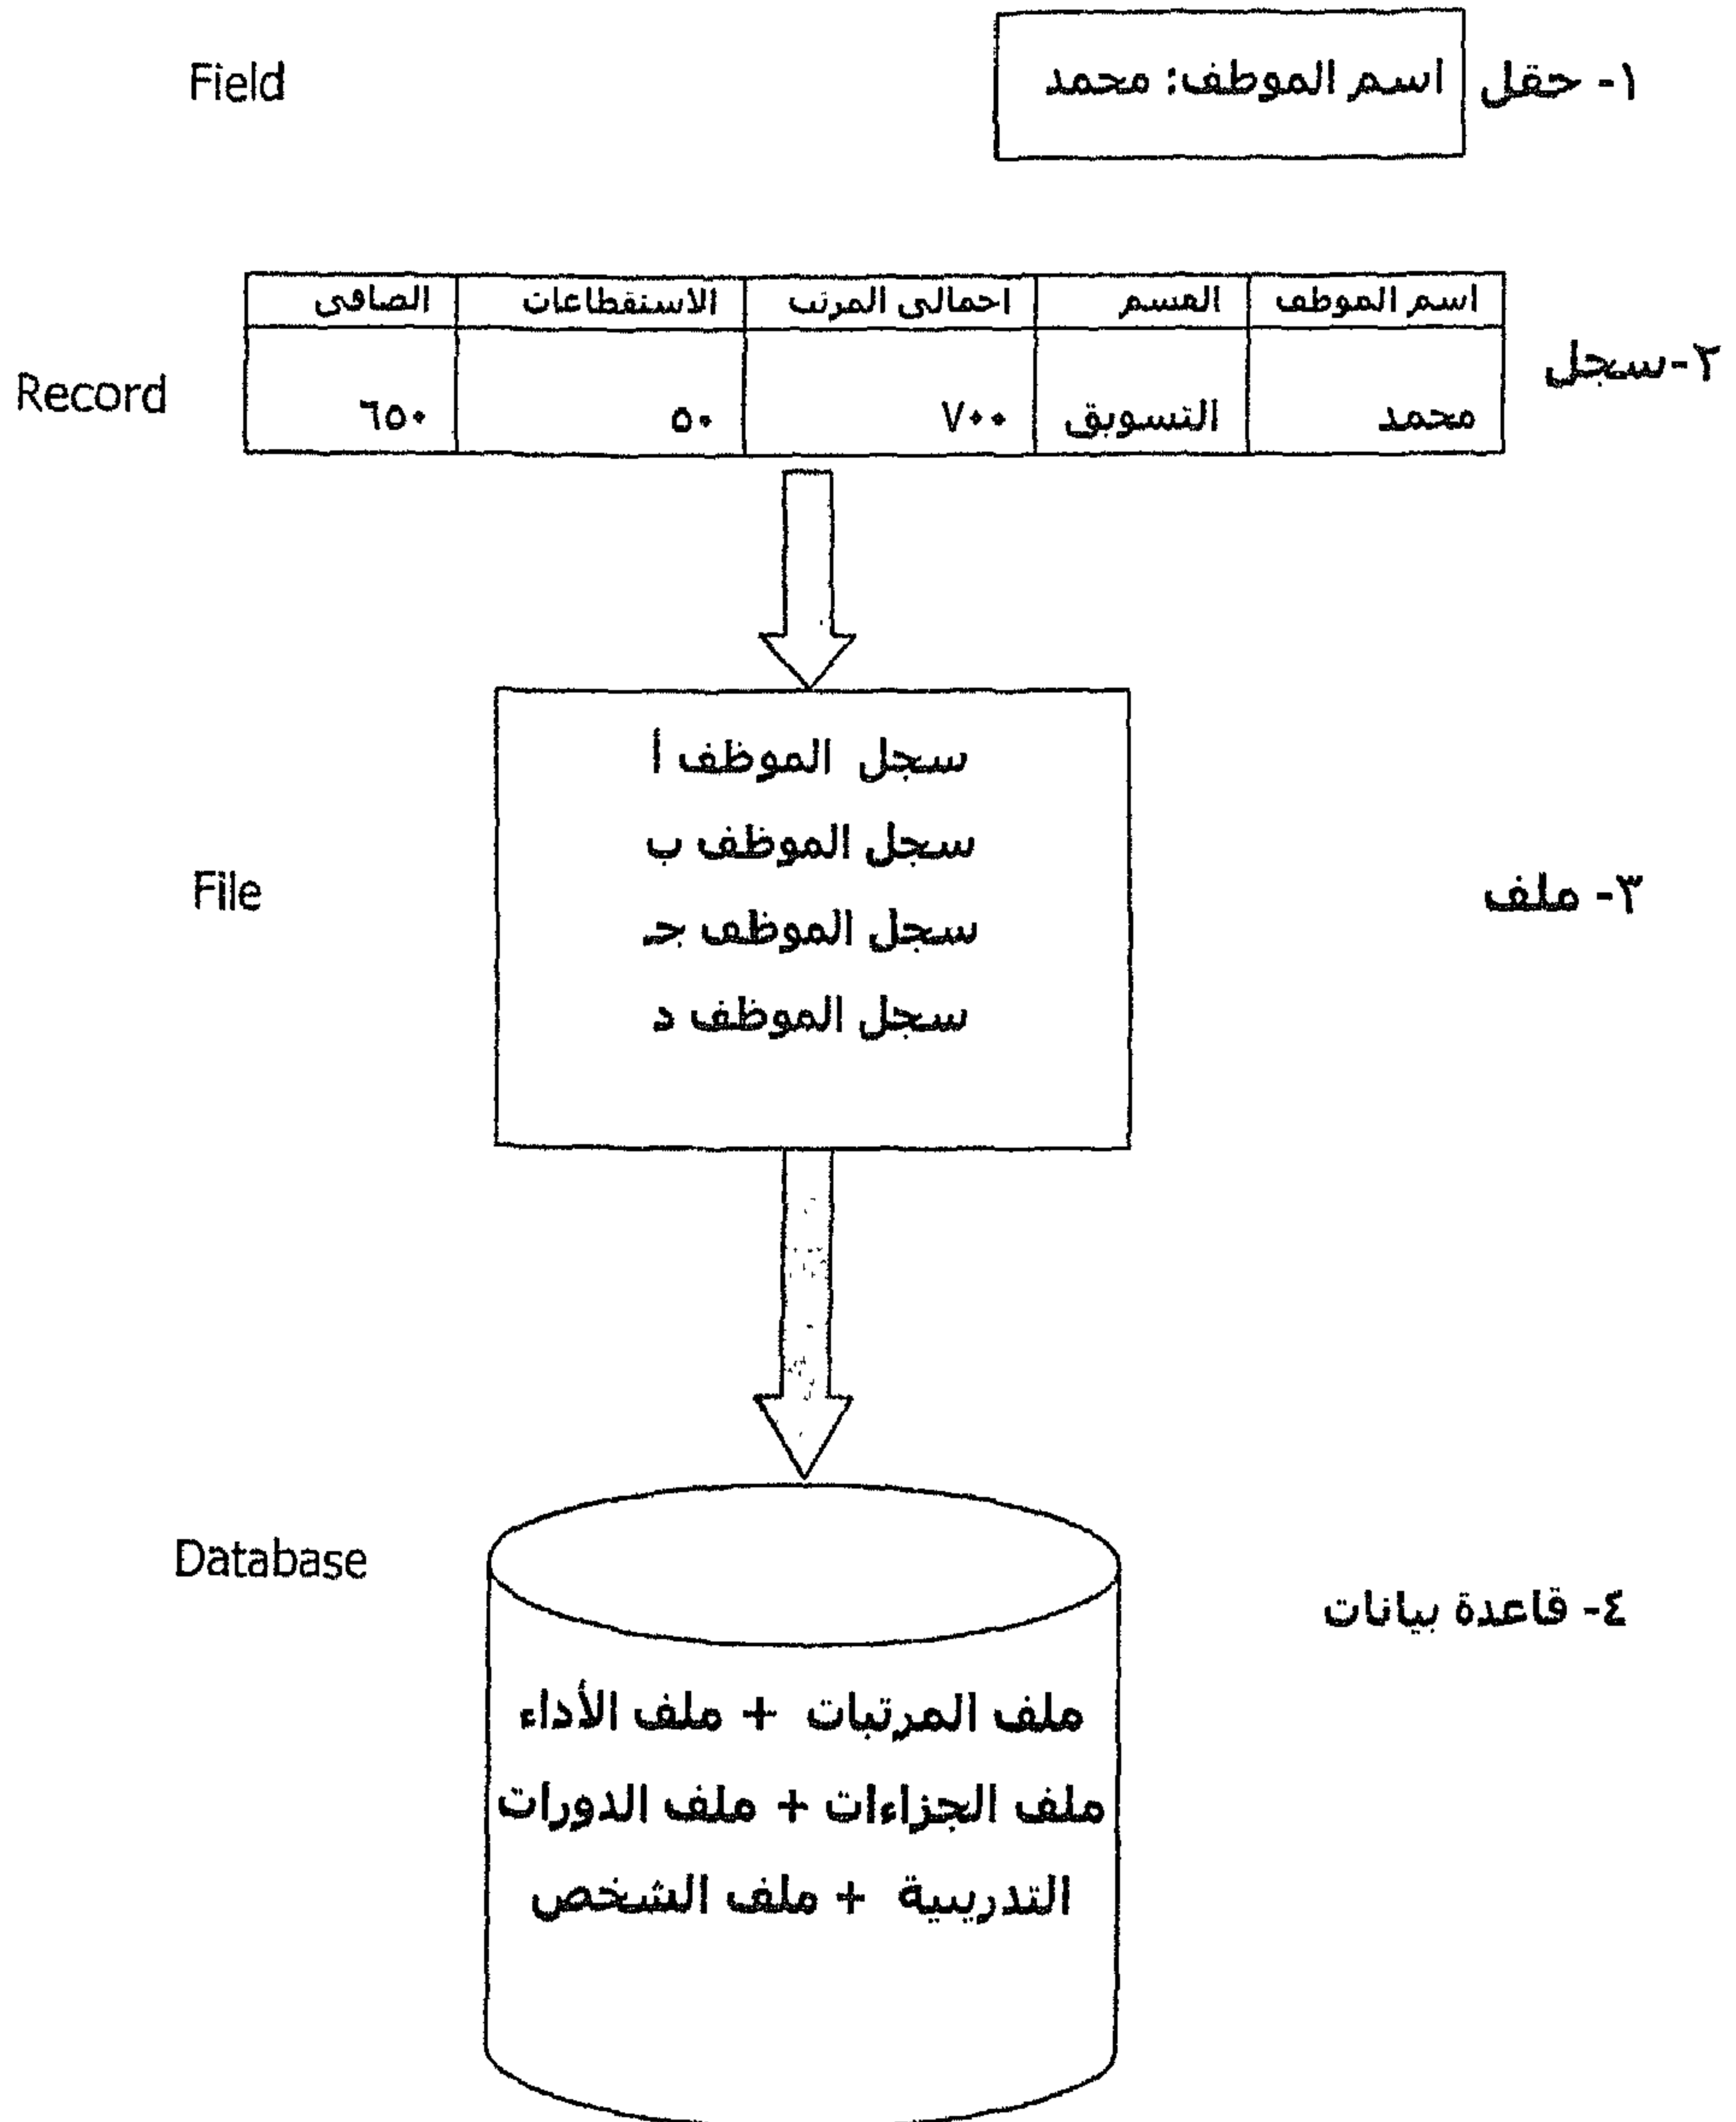 ١- حقل اسم الموظف: محمد Field
اسم الموظف القسم اجمالى المرتب الاستقطاعات الصافى
٢-سجل
محمد التسويق ٧٠٠ ٥٠ ٦٥٠ Record
سجل الموظف أ
سجل الموظف ب
٣- ملف File
سجل الموظف جـ
سجل الموظف د
Database
٤- قاعدة بيانات
ملف المرتبات + ملف الأداء
ملف الجزاءات + ملف الدورات
التدريبية + ملف الشخص